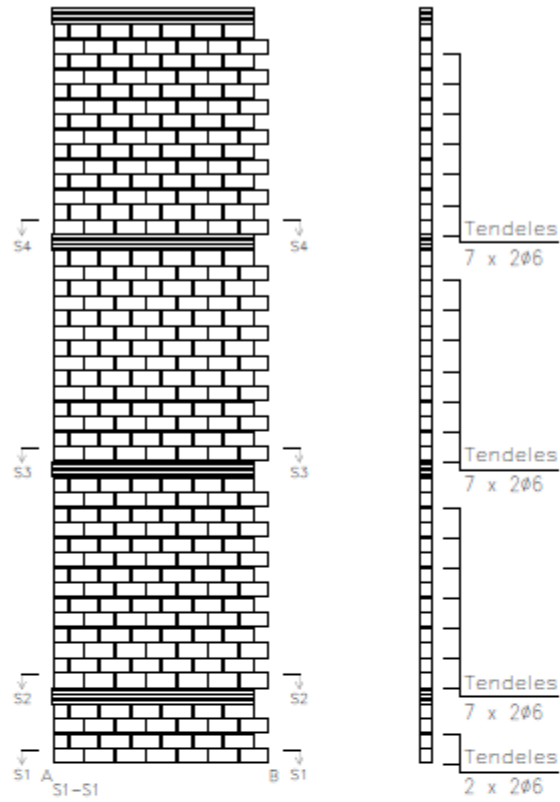 S4 S4 Tendeles
7 x 2ø6
S3 S3 Tendeles
7 x 2ø6
S2 S2 Tendeles
7 x 2ø6
S1 A B S1 Tendeles
S1-S1 2 x 2ø6